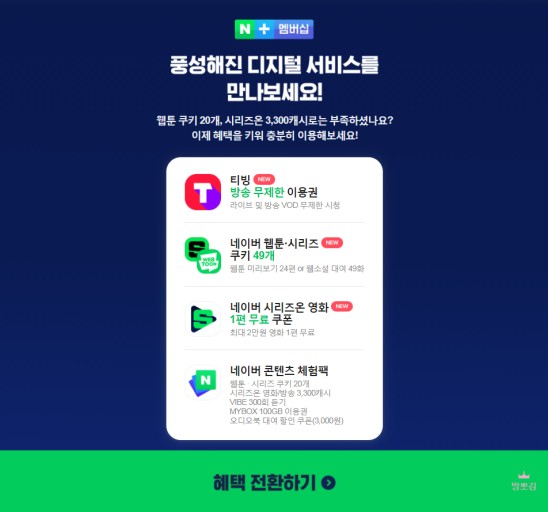 N + 멤버십
풍성해진 디지털 서비스를
만나보세요!
웹툰 쿠키 20개, 시리즈온 3,300캐시로는 부족하셨나요?
이제 혜택을 키워 충분히 이용해보세요!
T
티빙 NEW
방송 무제한 이용권
라이브 및 방송 VOD 무제한 시청
S
WEB
TOON
네이버 웹툰·시리즈 NEW
쿠키 49개
웹툰 미리보기 24편 or 웹소설 대여 49화
S
네이버 시리즈온 영화 NEW
1편 무료 쿠폰
최대 2만원 영화 1편 무료
N
네이버 콘텐츠 체험팩
웹툰·시리즈 쿠키 20개
시리즈온 영화/방송 3,300캐시
VIBE 300회 듣기
MYBOX 100GB 이용권
오디오북 대여 할인 쿠폰(3,000원)
혜택 전환하기